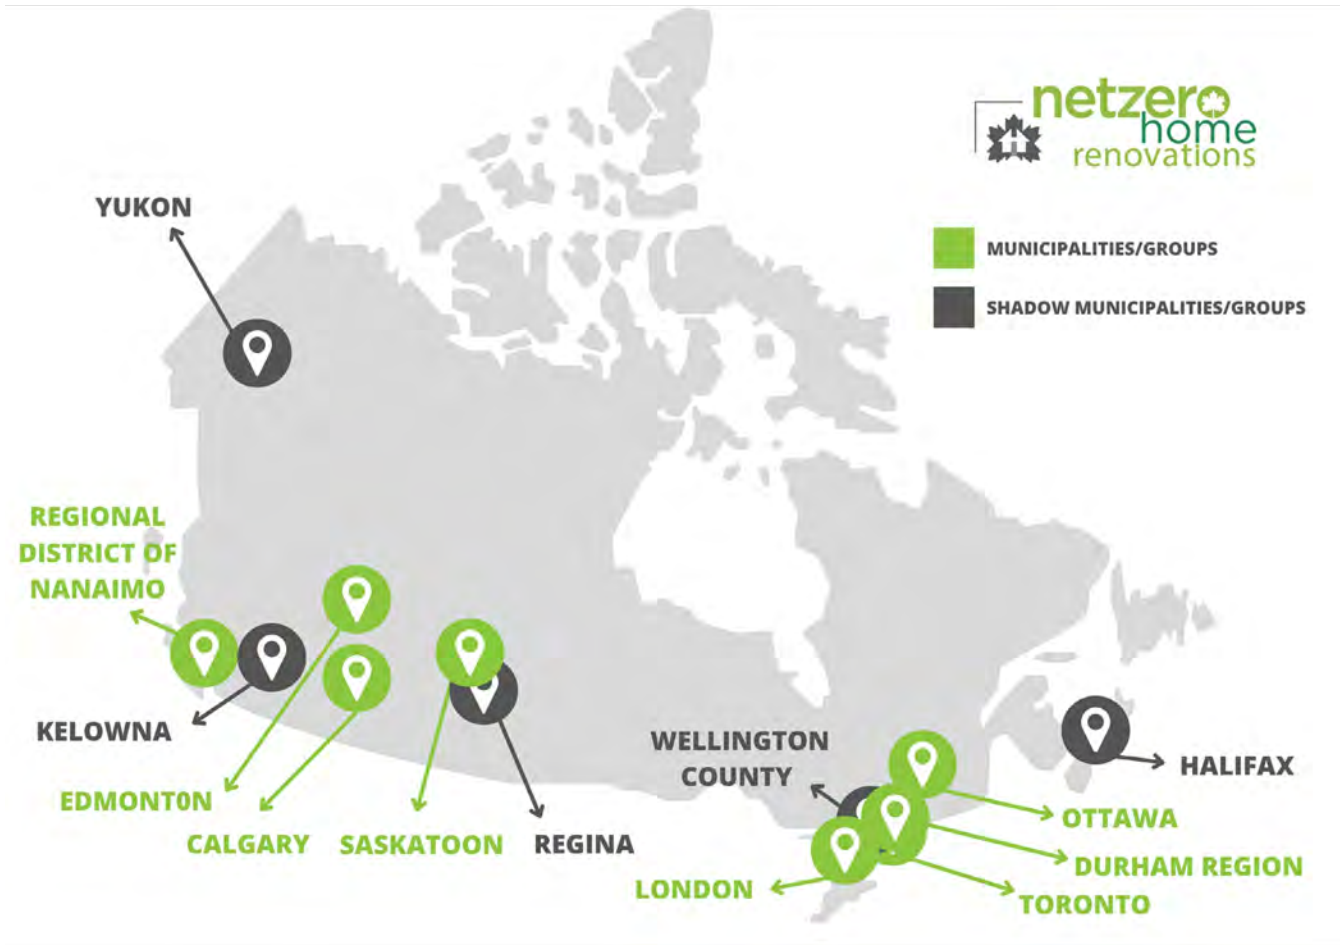 netzero
home
renovations
YUKON
MUNICIPALITIES/GROUPS
SHADOW MUNICIPALITIES/GROUPS
REGIONAL
DISTRICT OF
NANAIMO
KELOWNA
EDMONT0N
CALGARY
SASKATOON
REGINA
WELLINGTON
COUNTY
HALIFAX
OTTAWA
DURHAM REGION
LONDON
TORONTO